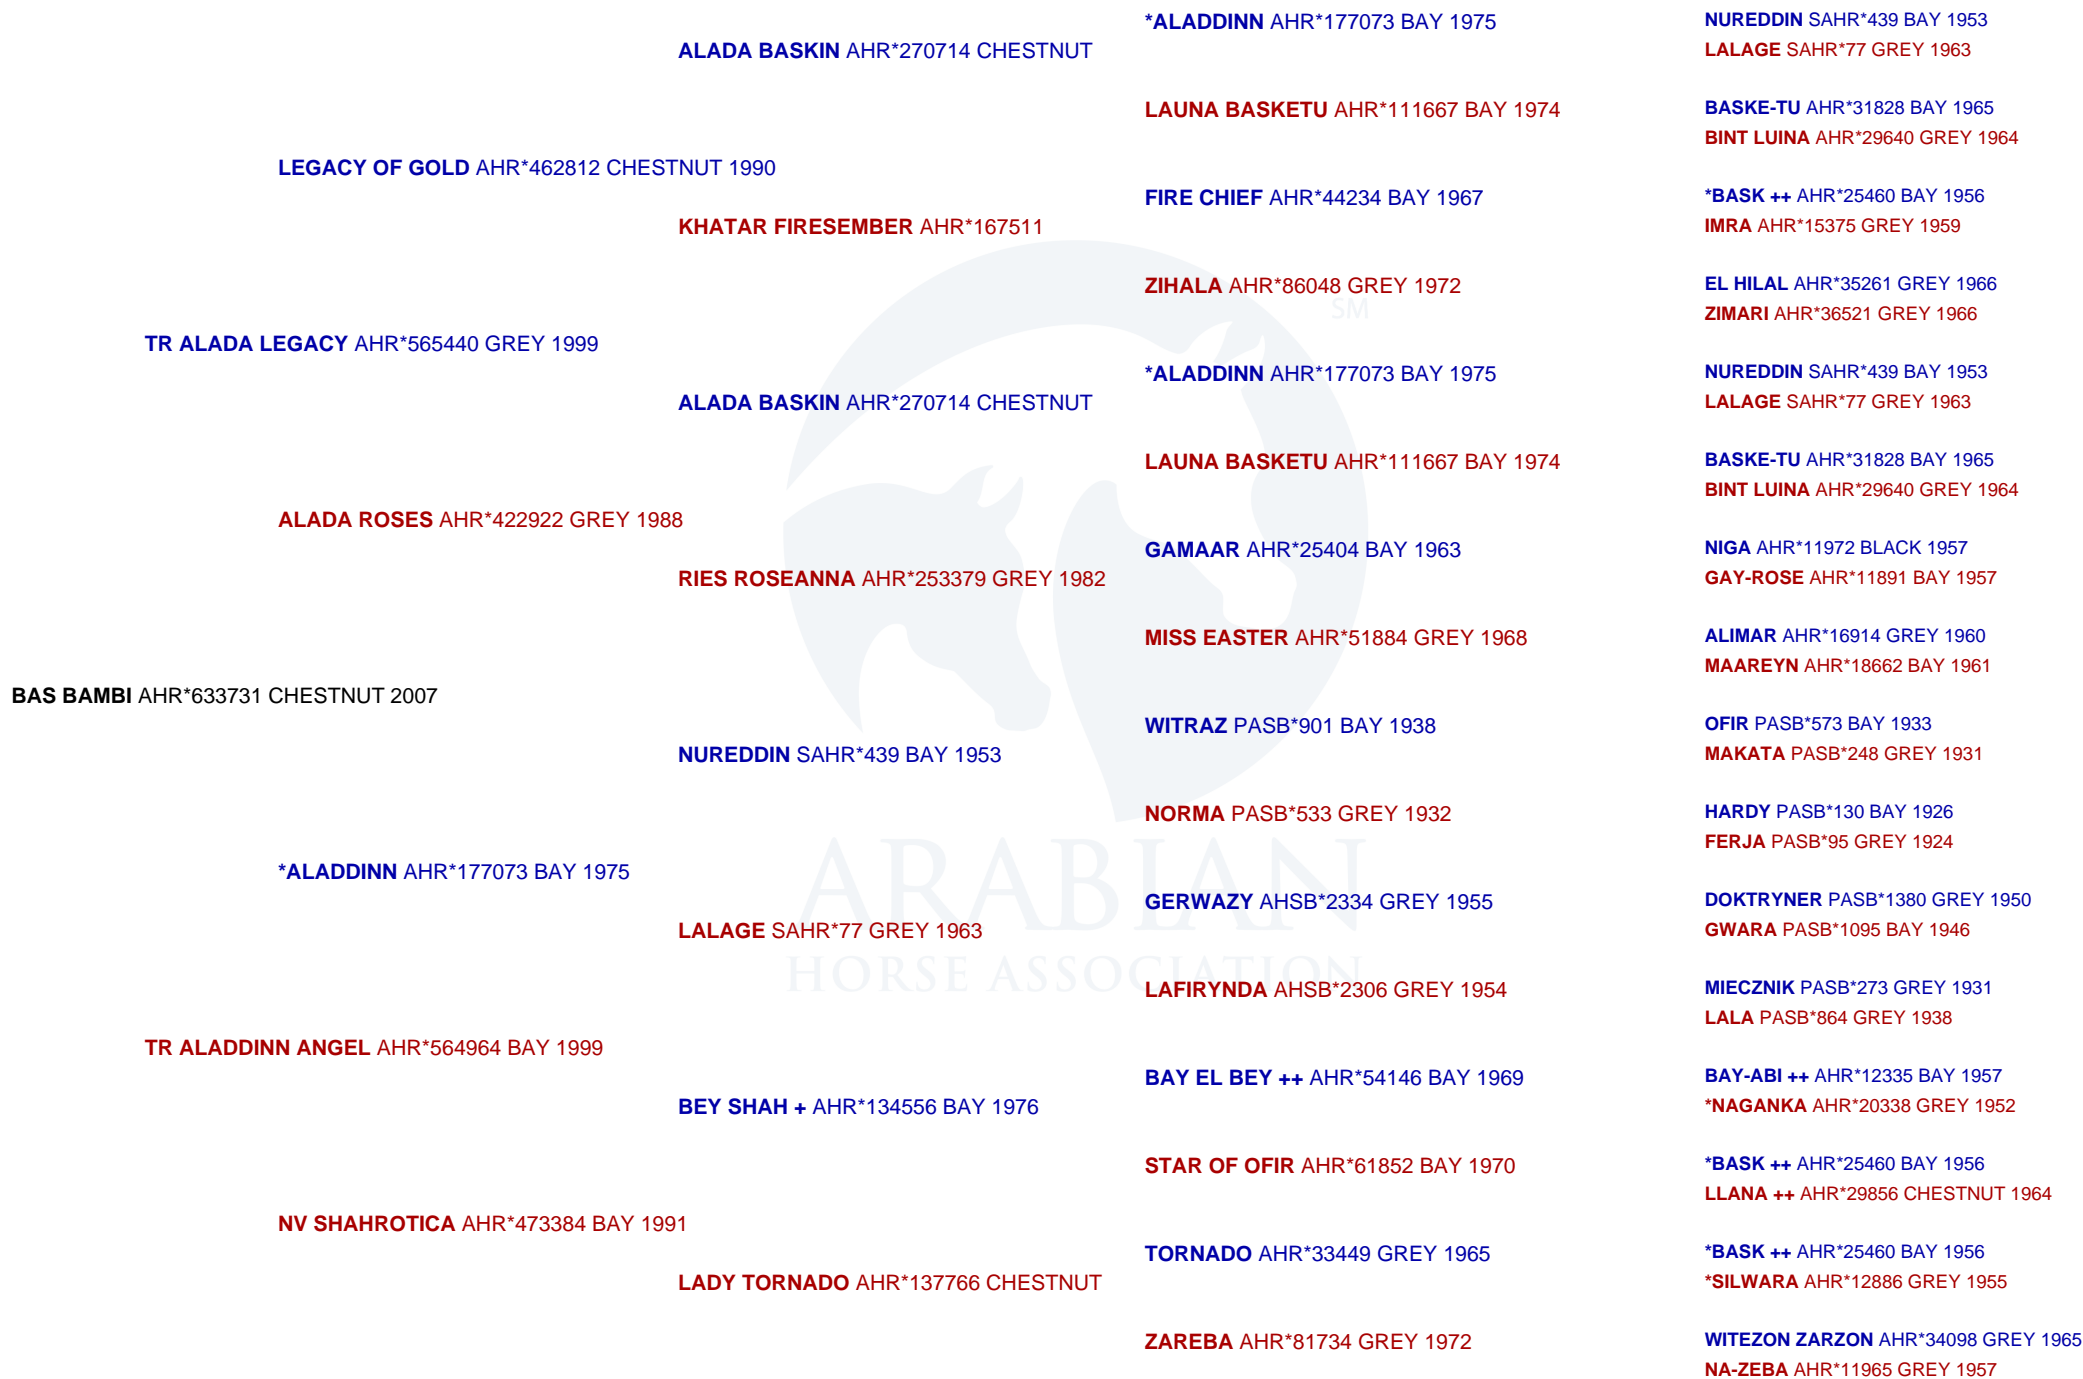 *ALADDINN AHR*177073 BAY 1975
NUREDDIN SAHR*439 BAY 1953
ALADA BASKIN AHR*270714 CHESTNUT
LALAGE SAHR*77 GREY 1963
LAUNA BASKETU AHR*111667 BAY 1974
BASKE-TU AHR*31828 BAY 1965
BINT LUINA AHR*29640 GREY 1964
LEGACY OF GOLD AHR*462812 CHESTNUT 1990
FIRE CHIEF AHR*44234 BAY 1967
*BASK ++ AHR*25460 BAY 1956
KHATAR FIRESEMBER AHR*167511
IMRA AHR*15375 GREY 1959
ZIHALA AHR*86048 GREY 1972
EL HILAL AHR*35261 GREY 1966
SM
ZIMARI AHR*36521 GREY 1966
TR ALADA LEGACY AHR*565440 GREY 1999
*ALADDINN AHR*177073 BAY 1975
NUREDDIN SAHR*439 BAY 1953
ALADA BASKIN AHR*270714 CHESTNUT
LALAGE SAHR*77 GREY 1963
LAUNA BASKETU AHR*111667 BAY 1974
BASKE-TU AHR*31828 BAY 1965
BINT LUINA AHR*29640 GREY 1964
ALADA ROSES AHR*422922 GREY 1988
GAMAAR AHR*25404 BAY 1963
NIGA AHR*11972 BLACK 1957
RIES ROSEANNA AHR*253379 GREY 1982
GAY-ROSE AHR*11891 BAY 1957
MISS EASTER AHR*51884 GREY 1968
ALIMAR AHR*16914 GREY 1960
MAAREYN AHR*18662 BAY 1961
BAS BAMBI AHR*633731 CHESTNUT 2007
WITRAZ PASB*901 BAY 1938
OFIR PASB*573 BAY 1933
NUREDDIN SAHR*439 BAY 1953
MAKATA PASB*248 GREY 1931
NORMA PASB*533 GREY 1932
HARDY PASB*130 BAY 1926
FERJA PASB*95 GREY 1924
ARABIAN
*ALADDINN AHR*177073 BAY 1975
GERWAZY AHSB*2334 GREY 1955
DOKTRYNER PASB*1380 GREY 1950
LALAGE SAHR*77 GREY 1963
GWARA PASB*1095 BAY 1946
HORSE ASSOCIATION
LAFIRYNDA AHSB*2306 GREY 1954
MIECZNIK PASB*273 GREY 1931
LALA PASB*864 GREY 1938
TR ALADDINN ANGEL AHR*564964 BAY 1999
BAY EL BEY ++ AHR*54146 BAY 1969
BAY-ABI ++ AHR*12335 BAY 1957
BEY SHAH + AHR*134556 BAY 1976
*NAGANKA AHR*20338 GREY 1952
STAR OF OFIR AHR*61852 BAY 1970
*BASK ++ AHR*25460 BAY 1956
LLANA ++ AHR*29856 CHESTNUT 1964
NV SHAHROTICA AHR*473384 BAY 1991
TORNADO AHR*33449 GREY 1965
*BASK ++ AHR*25460 BAY 1956
LADY TORNADO AHR*137766 CHESTNUT
*SILWARA AHR*12886 GREY 1955
ZAREBA AHR*81734 GREY 1972
WITEZON ZARZON AHR*34098 GREY 1965
NA-ZEBA AHR*11965 GREY 1957